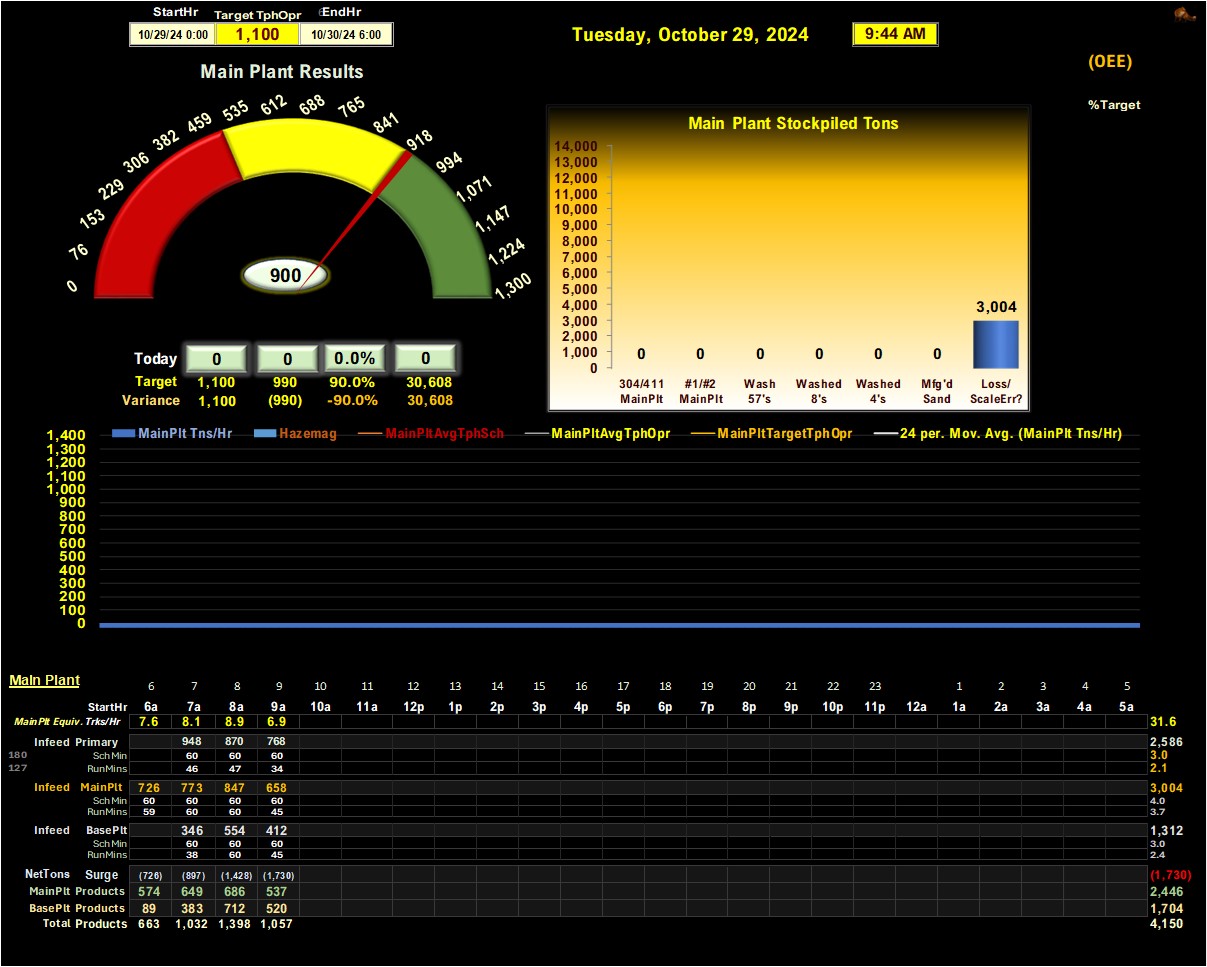 StartHr Target TphOpr EndHr
10/29/24 0:00 1,100 10/30/24 6:00
Tuesday, October 29, 2024 9:44 AM
(OEE)
%Target
Main Plant Results
0 76 153 229 306 382 459 535 612 688 765 841 918 994 1,071 1,147 1,224 1,300
900
Today 0 0 0.0% 0
Target 1,100 990 90.0% 30,608
Variance 1,100 (990) -90.0% 30,608
Main Plant Stockpiled Tons
14,000
13,000
12,000
11,000
10,000
9,000
8,000
7,000
6,000
5,000
4,000
3,000
2,000
1,000
0
0 0 0 0 0 0 3,004
304/411 #1/#2 Wash Washed Washed Mfg'd Loss/
MainPlt MainPlt 57's 8's 4's Sand ScaleErr?
MainPlt Tns/Hr Hazemag MainPltAvgTphSch MainPltAvgTphOpr MainPltTargetTphOpr 24 per. Mov. Avg. (MainPlt Tns/Hr)
1,400
1,300
1,200
1,100
1,000
900
800
700
600
500
400
300
200
100
0
Main Plant
6 7 8 9 10 11 12 13 14 15 16 17 18 19 20 21 22 23 1 2 3 4 5
StartHr 6a 7a 8a 9a 10a 11a 12p 1p 2p 3p 4p 5p 6p 7p 8p 9p 10p 11p 12a 1a 2a 3a 4a 5a
MainPlt Equiv. Trks/Hr 7.6 8.1 8.9 6.9 31.6
Infeed Primary 948 870 768 2,586
180 SchMin 60 60 60 3.0
127 RunMins 46 47 34 2.1
Infeed MainPlt 726 773 847 658 3,004
SchMin 60 60 60 60 4.0
RunMins 59 60 60 45 3.7
Infeed BasePlt 346 554 412 1,312
SchMin 60 60 60 3.0
RunMins 38 60 45 2.4
NetTons Surge (726) (897) (1,428) (1,730) (1,730)
MainPlt Products 574 649 686 537 2,446
BasePlt Products 89 383 712 520 1,704
Total Products 663 1,032 1,398 1,057 4,150